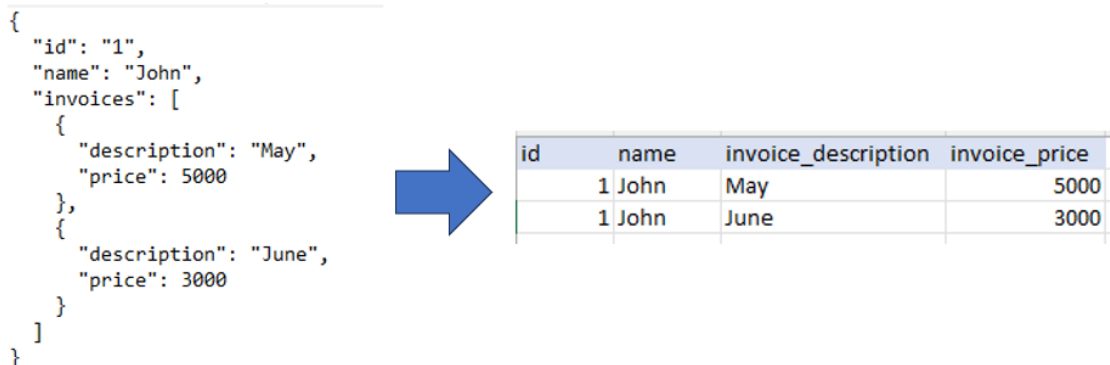 {
"id": "1",
"name": "John",
"invoices": [
{
"description": "May",
"price": 5000
},
{
"description": "June",
"price": 3000
}
]
}
id name invoice_description invoice_price
1 John May 5000
1 John June 3000